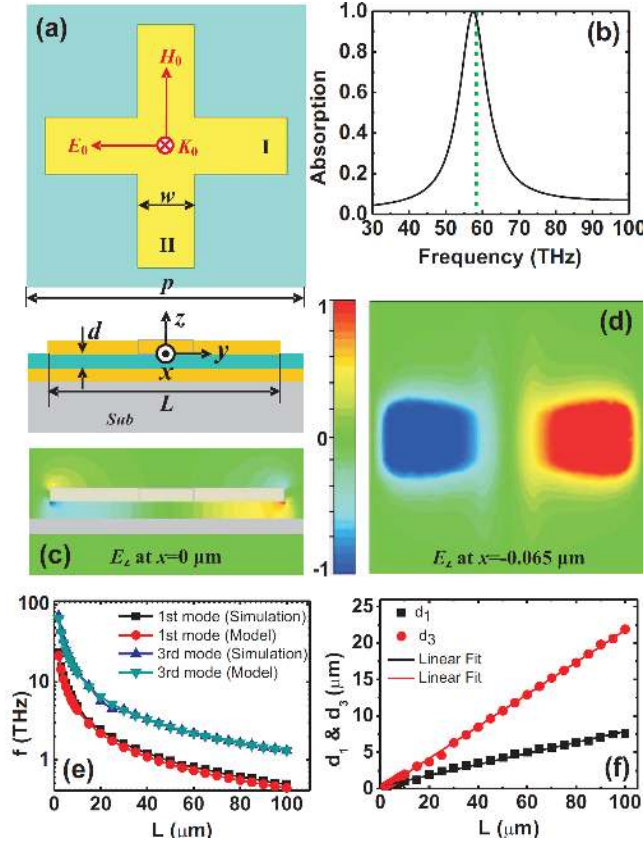 (a)
H₀
E₀
K₀
I
w
II
p
(b)
Absorption
1.0
0.8
0.6
0.4
0.2
0.0
30 40 50 60 70 80 90 100
Frequency (THz)
d
z
y
x
L
Sub
(c)
E_z at x=0 μm
1
0
-1
(d)
E_z at x=-0.065 μm
f (THz)
100
10
1
1st mode (Simulation)
1st mode (Model)
3rd mode (Simulation)
3rd mode (Model)
(e)
0 20 40 60 80 100
L (μm)
d₁ & d₃ (μm)
25
20
15
10
5
0
d₁
d₃
Linear Fit
Linear Fit
(f)
0 20 40 60 80 100
L (μm)